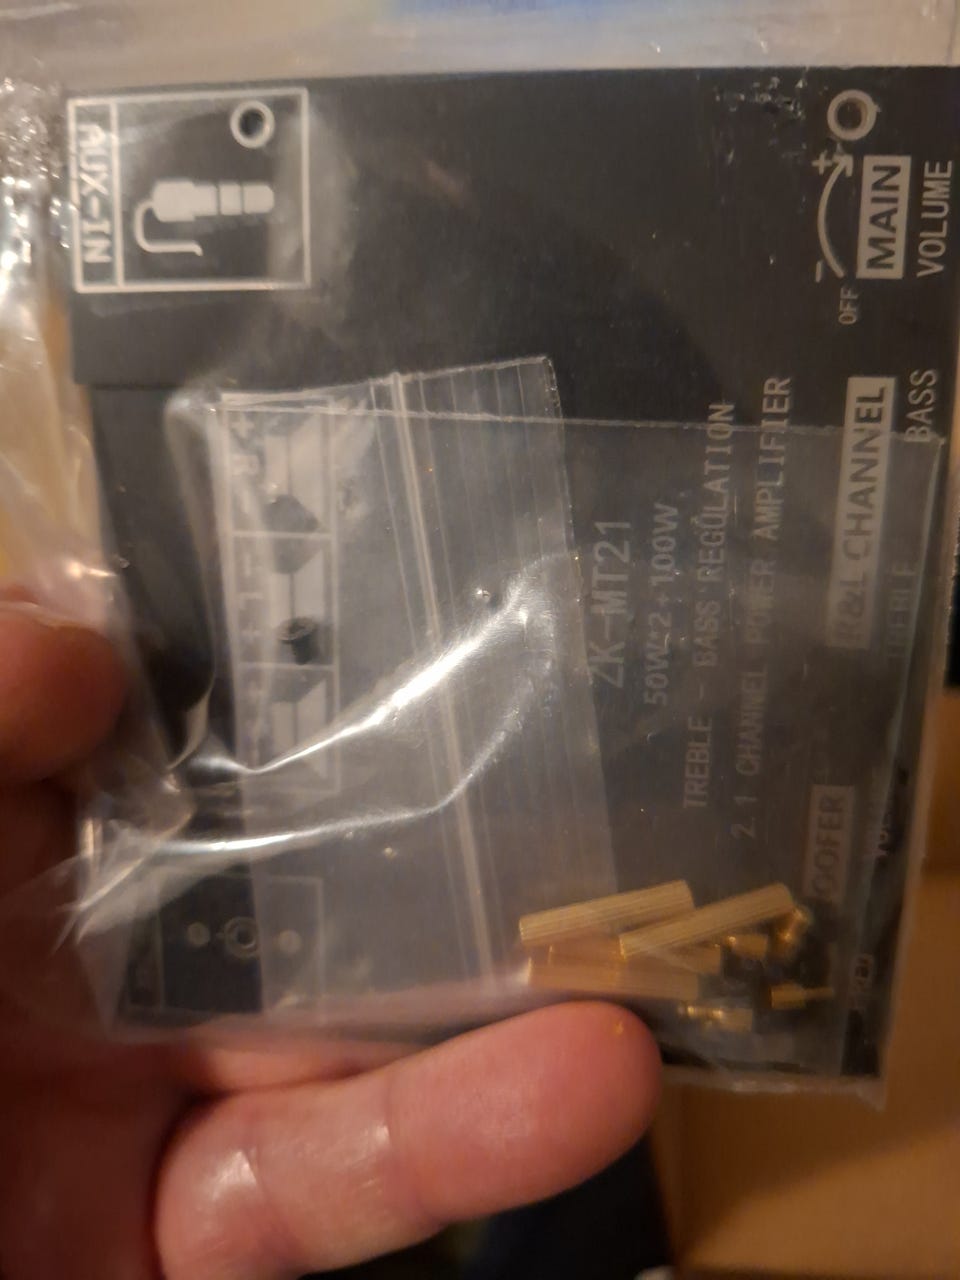 AUX-IN
MAIN
VOLUME
OFF
+
-
R&L CHANNEL
BASS
TREBLE
ZK-MT21
50W*2+100W
TREBLE - BASS REGULATION
2.1 CHANNEL POWER AMPLIFIER